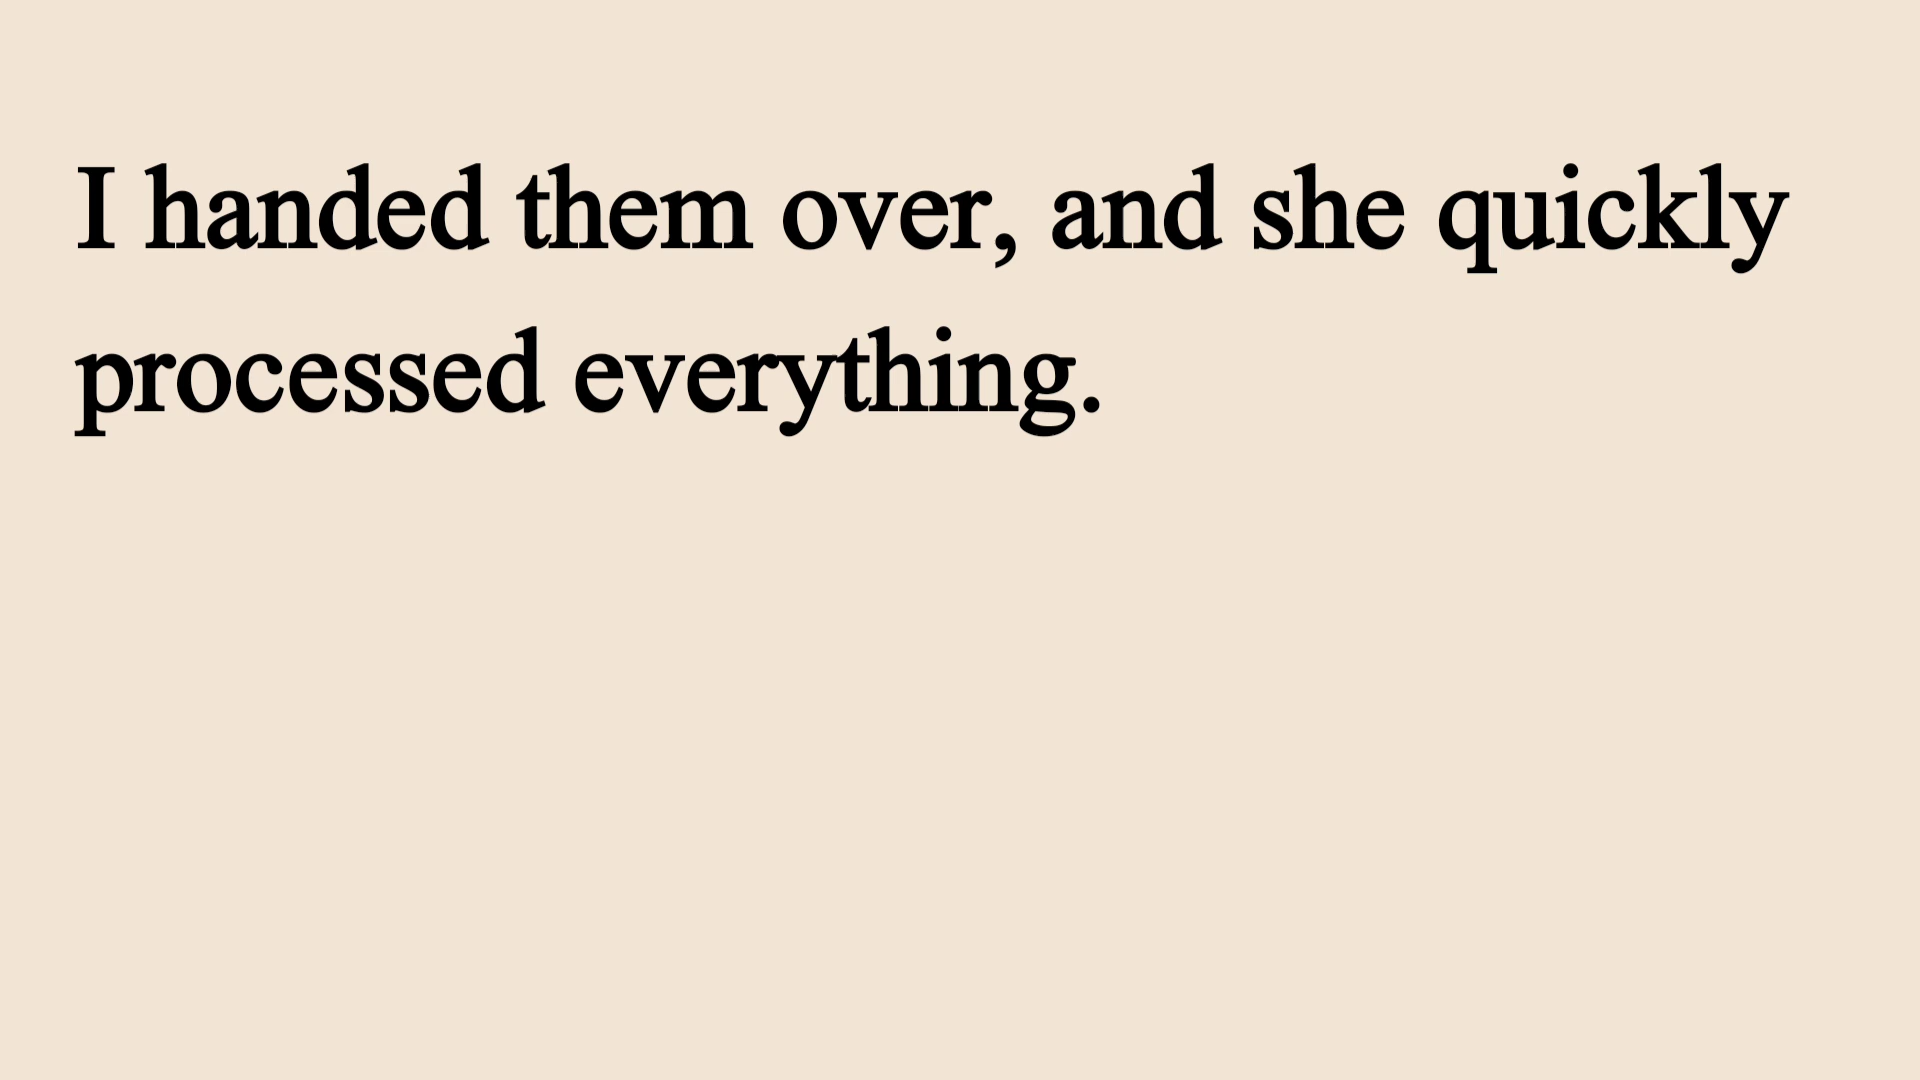 I handed them over, and she quickly
processed everything.